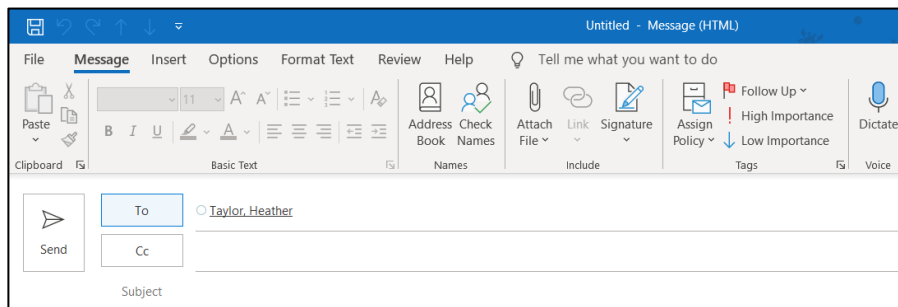 Untitled - Message (HTML)
File Message Insert Options Format Text Review Help Tell me what you want to do
Paste
11
B I U A
Address Book
Check Names
Attach File
Link
Signature
Assign Policy
Follow Up
High Importance
Low Importance
Dictate
Clipboard Basic Text Names Include Tags Voice
Send
To Taylor, Heather
Cc
Subject